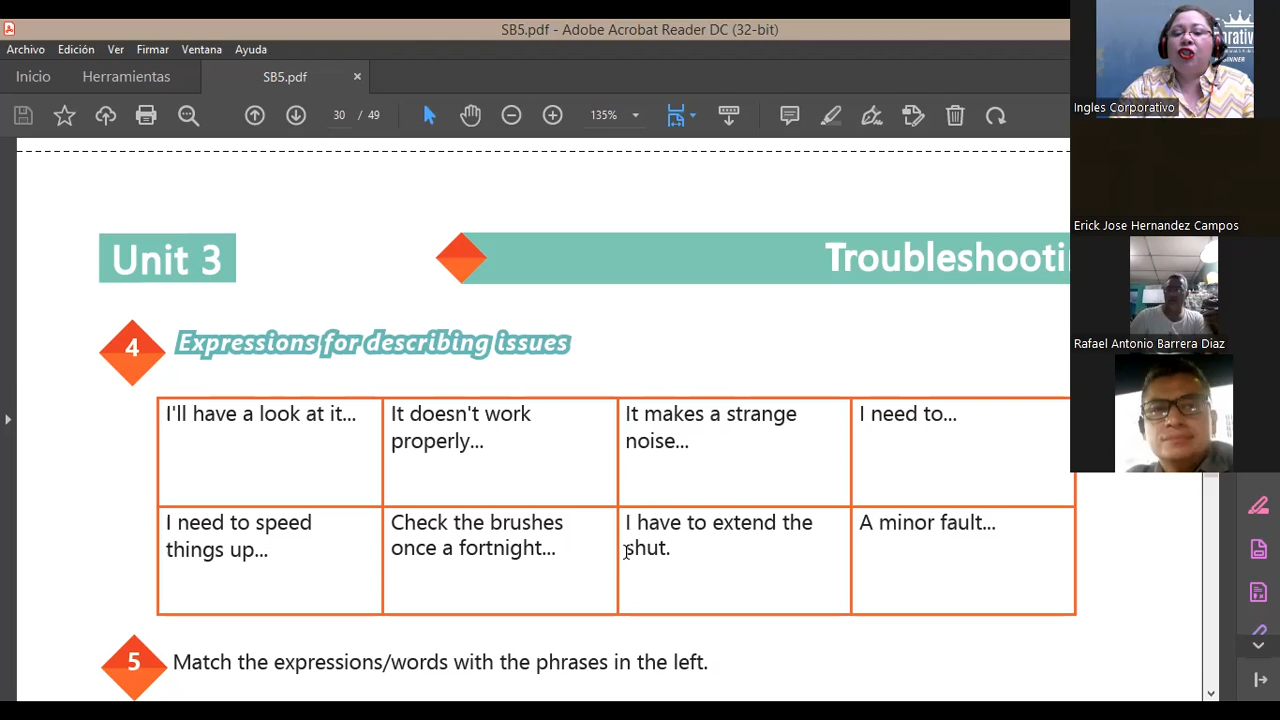 SB5.pdf - Adobe Acrobat Reader DC (32-bit)
Archivo Edición Ver Firmar Ventana Ayuda
Inicio Herramientas SB5.pdf ×
30 / 49 135%
Unit 3
Troubleshooti
4 Expressions for describing issues
I'll have a look at it...
It doesn't work
properly...
It makes a strange
noise...
I need to...
I need to speed
things up...
Check the brushes
once a fortnight...
I have to extend the
shut.
A minor fault...
5 Match the expressions/words with the phrases in the left.
Ingles Corporativo
Erick Jose Hernandez Campos
Rafael Antonio Barrera Diaz